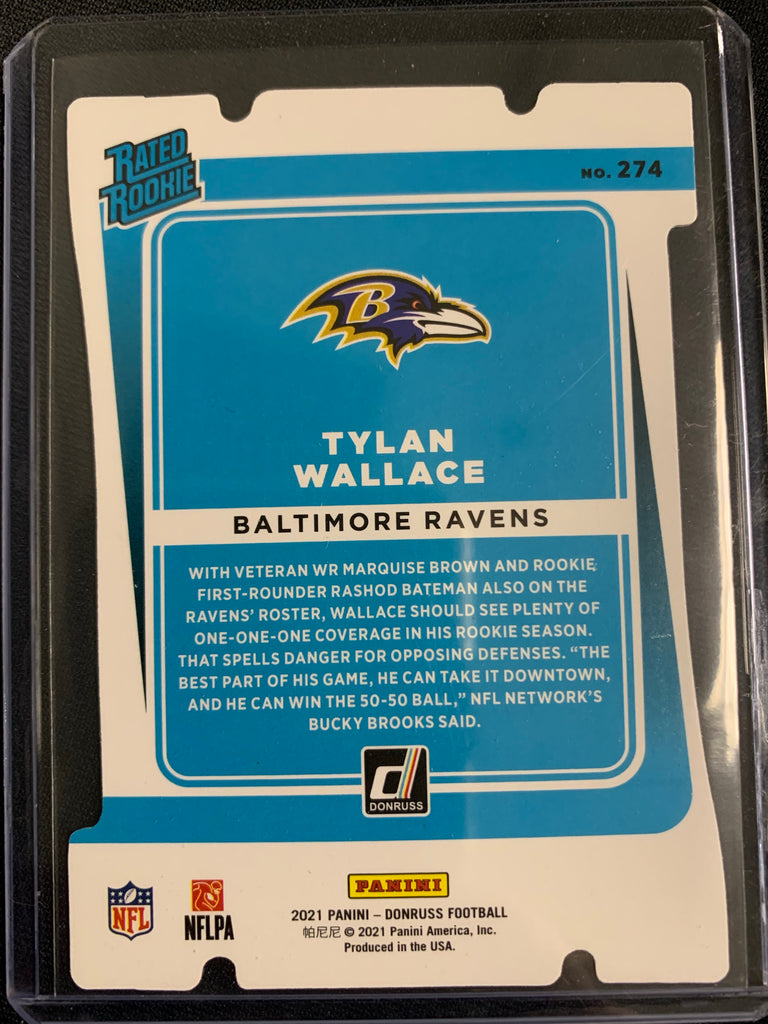 RATED
ROOKIE
NO. 274
B
TYLAN
WALLACE
BALTIMORE RAVENS
WITH VETERAN WR MARQUISE BROWN AND ROOKIE
FIRST-ROUNDER RASHOD BATEMAN ALSO ON THE
RAVENS' ROSTER, WALLACE SHOULD SEE PLENTY OF
ONE-ONE-ONE COVERAGE IN HIS ROOKIE SEASON.
THAT SPELLS DANGER FOR OPPOSING DEFENSES. “THE
BEST PART OF HIS GAME, HE CAN TAKE IT DOWNTOWN,
AND HE CAN WIN THE 50-50 BALL,” NFL NETWORK'S
BUCKY BROOKS SAID.
d
DONRUSS
PANINI
NFL
NFLPA
2021 PANINI – DONRUSS FOOTBALL
帕尼尼 © 2021 Panini America, Inc.
Produced in the USA.